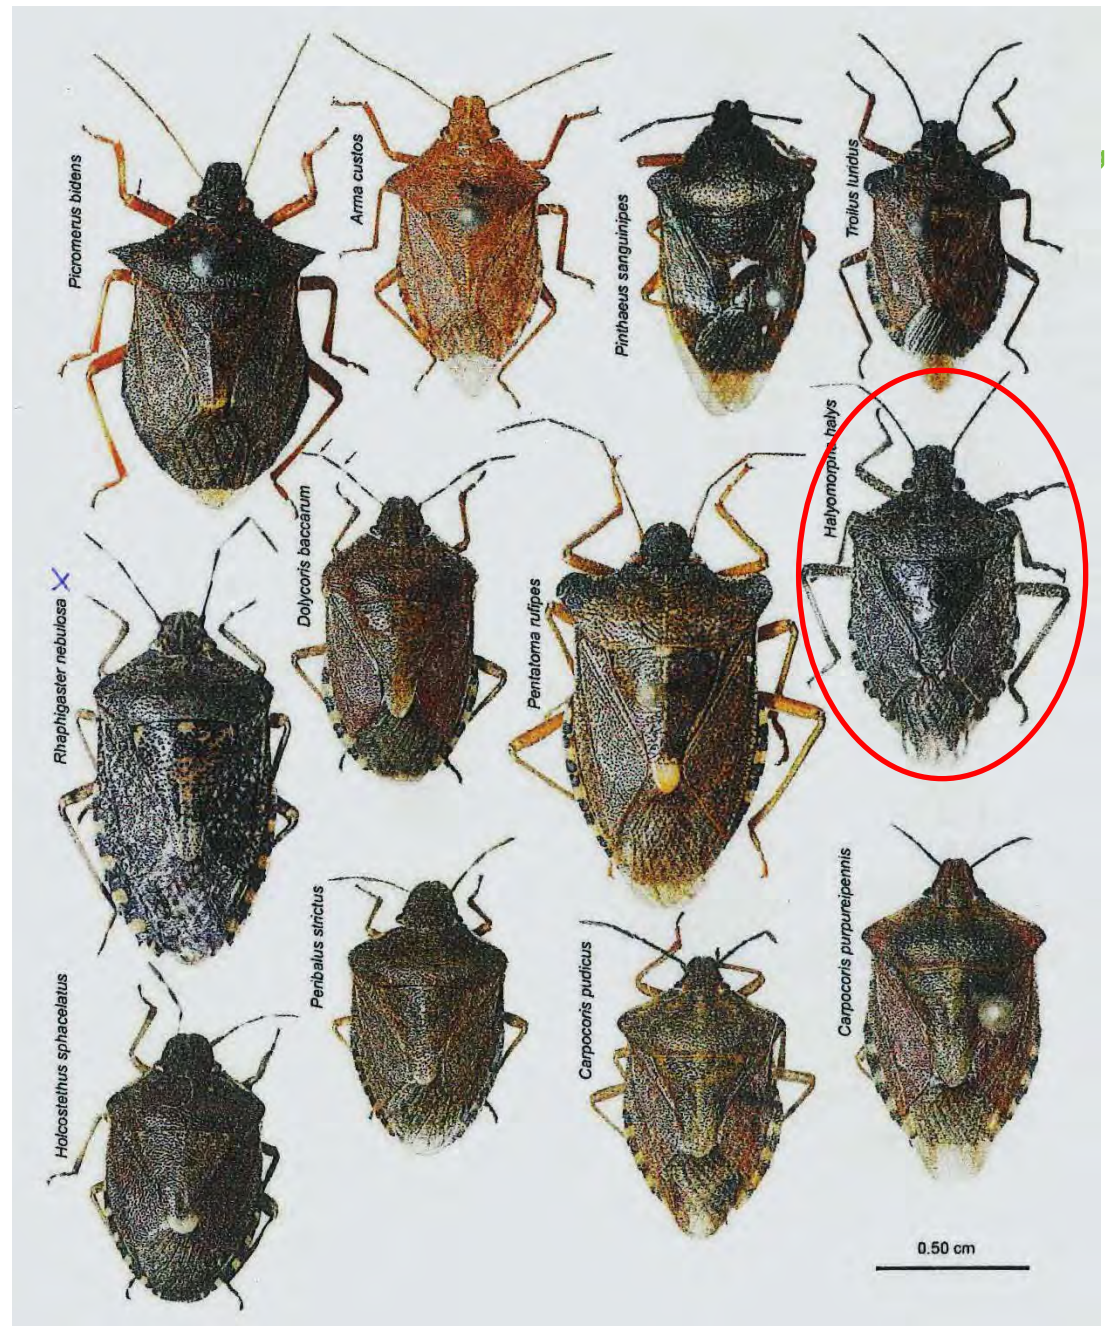 Picromerus bidens
Arma custos
Pinthaeus sanguinipes
Troilus luridus
Rhaphigaster nebulosa X
Dolycoris baccarum
Pentatoma rufipes
Halyomorpha halys
Holcostethus sphacelatus
Peribalus strictus
Carpocoris pudicus
Carpocoris purpureipennis
0.50 cm